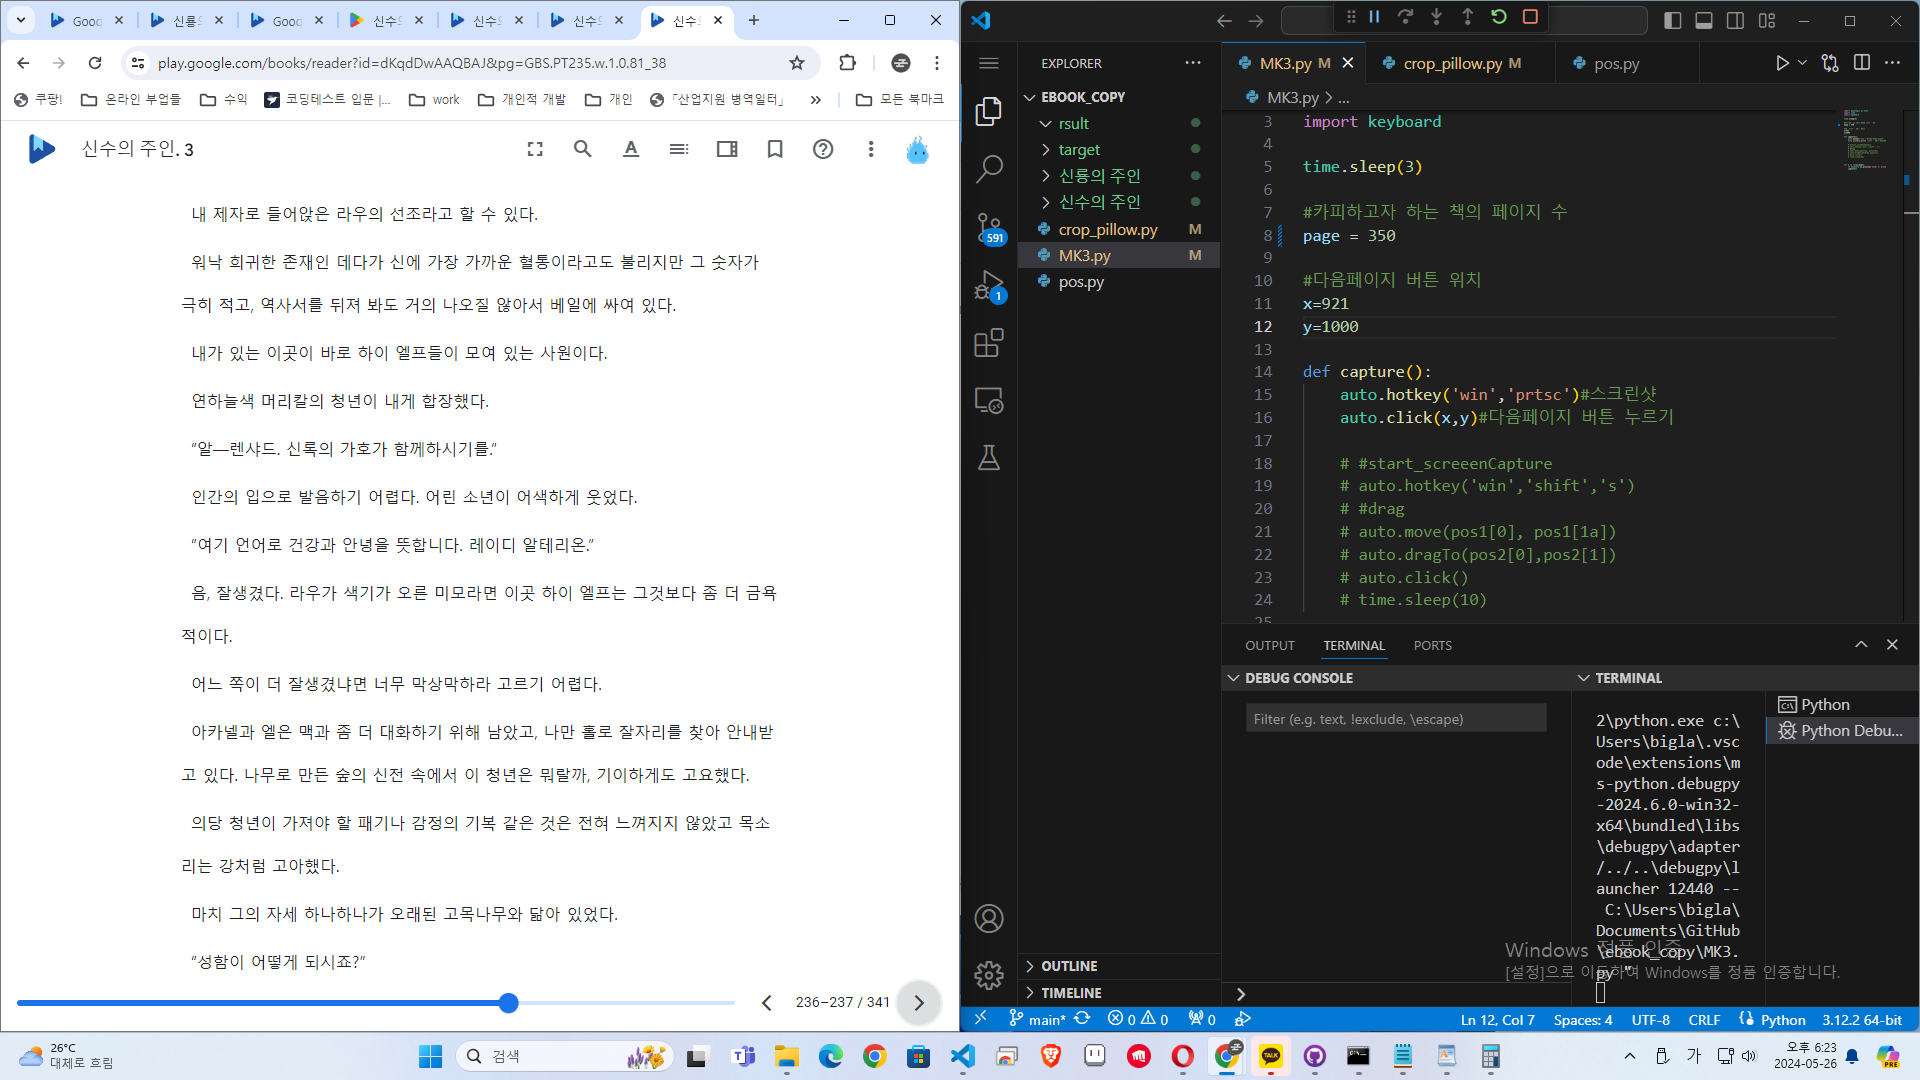 Goog
신룡으
Goog
신수으
신수으
신수으
신수으
play.google.com/books/reader?id=dKqdDwAAQBAJ&pg=GBS.PT235.w.1.0.81_38
쿠팡!
온라인 부업들
수익
코딩테스트 입문 |...
work
개인적 개발
개인
「산업지원 병역일터」
»
모든 북마크
신수의 주인. 3
내 제자로 들어앉은 라우의 선조라고 할 수 있다.
워낙 희귀한 존재인 데다가 신에 가장 가까운 혈통이라고도 불리지만 그 숫자가
극히 적고, 역사서를 뒤져 봐도 거의 나오질 않아서 베일에 싸여 있다.
내가 있는 이곳이 바로 하이 엘프들이 모여 있는 사원이다.
연하늘색 머리칼의 청년이 내게 합장했다.
“알—렌샤드. 신록의 가호가 함께하시기를.”
인간의 입으로 발음하기 어렵다. 어린 소년이 어색하게 웃었다.
“여기 언어로 건강과 안녕을 뜻합니다. 레이디 알테리온.”
음, 잘생겼다. 라우가 색기가 오른 미모라면 이곳 하이 엘프는 그것보다 좀 더 금욕
적이다.
어느 쪽이 더 잘생겼냐면 너무 막상막하라 고르기 어렵다.
아카넬과 엘은 맥과 좀 더 대화하기 위해 남았고, 나만 홀로 잠자리를 찾아 안내받
고 있다. 나무로 만든 숲의 신전 속에서 이 청년은 뭐랄까, 기이하게도 고요했다.
의당 청년이 가져야 할 패기나 감정의 기복 같은 것은 전혀 느껴지지 않았고 목소
리는 강처럼 고아했다.
마치 그의 자세 하나하나가 오래된 고목나무와 닮아 있었다.
“성함이 어떻게 되시죠?”
236–237 / 341
EXPLORER
EBOOK_COPY
rsult
target
신룡의 주인
신수의 주인
crop_pillow.py M
MK3.py M
pos.py
591
1
OUTLINE
TIMELINE
MK3.py M
crop_pillow.py M
pos.py
MK3.py > ...
3 import keyboard
4
5 time.sleep(3)
6
7 #카피하고자 하는 책의 페이지 수
8 page = 350
9
10 #다음페이지 버튼 위치
11 x=921
12 y=1000
13
14 def capture():
15 auto.hotkey('win','prtsc')#스크린샷
16 auto.click(x,y)#다음페이지 버튼 누르기
17
18 # #start_screeenCapture
19 # auto.hotkey('win','shift','s')
20 # #drag
21 # auto.move(pos1[0], pos1[1a])
22 # auto.dragTo(pos2[0],pos2[1])
23 # auto.click()
24 # time.sleep(10)
25
OUTPUT
TERMINAL
PORTS
DEBUG CONSOLE
Filter (e.g. text, !exclude, \escape)
TERMINAL
2\python.exe c:\
Users\bigla\.vsc
ode\extensions\m
s-python.debugpy
-2024.6.0-win32-
x64\bundled\libs
\debugpy\adapter
/../..\debugpy\l
auncher 12440 --
C:\Users\bigla\
Documents\GitHub
\ebook_copy\MK3.
py "
Python
Python Debu...
Windows 정품 인증
[설정]으로 이동하여 Windows를 정품 인증합니다.
main*
0
0
0
Ln 12, Col 7
Spaces: 4
UTF-8
CRLF
Python
3.12.2 64-bit
26°C
대체로 흐림
검색
TALK
가
오후 6:23
2024-05-26
PRE